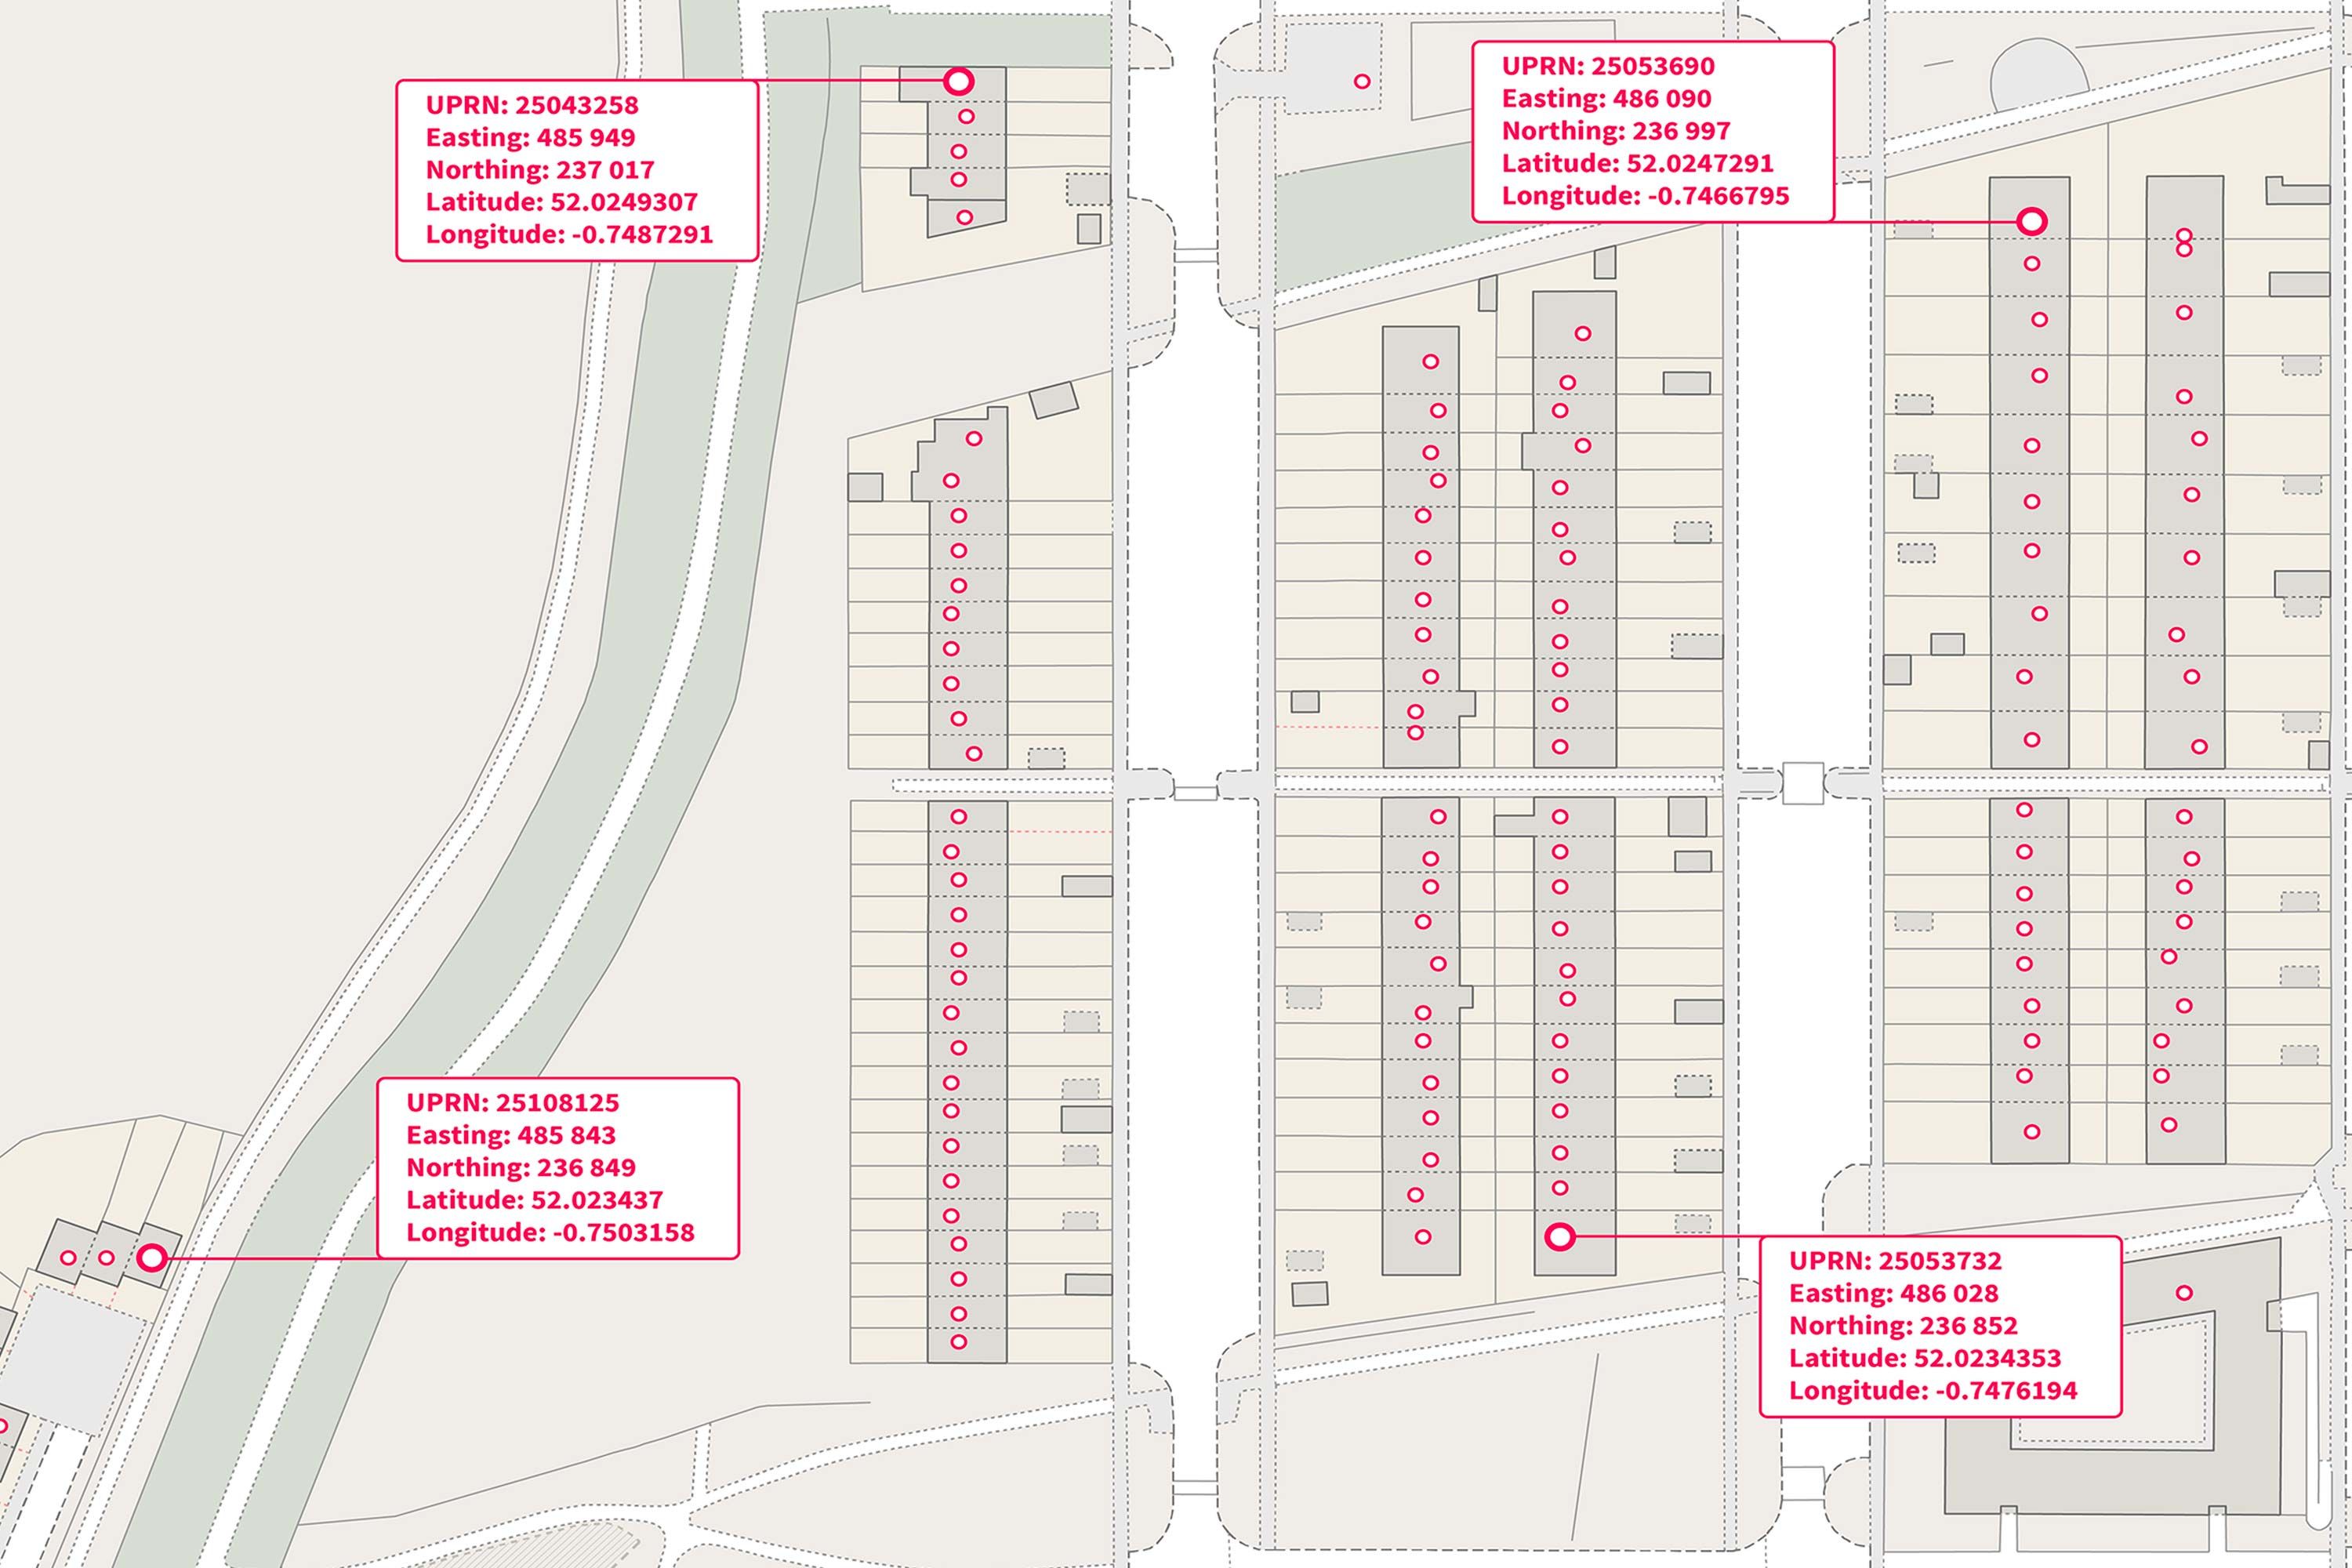 UPRN: 25043258
Easting: 485 949
Northing: 237 017
Latitude: 52.0249307
Longitude: -0.7487291
UPRN: 25053690
Easting: 486 090
Northing: 236 997
Latitude: 52.0247291
Longitude: -0.7466795
UPRN: 25108125
Easting: 485 843
Northing: 236 849
Latitude: 52.023437
Longitude: -0.7503158
UPRN: 25053732
Easting: 486 028
Northing: 236 852
Latitude: 52.0234353
Longitude: -0.7476194